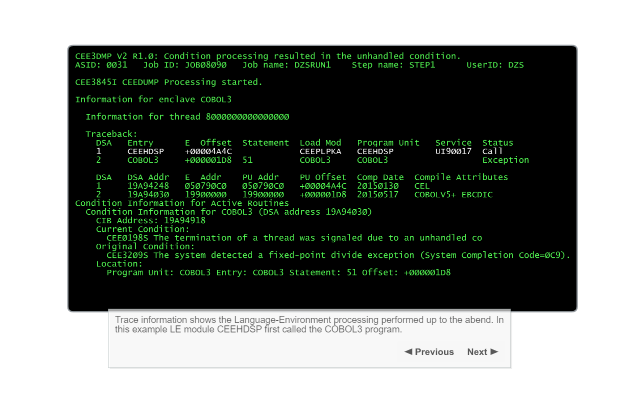 CEE3DMP V2 R1.0: Condition processing resulted in the unhandled condition.
ASID: 0031 Job ID: JOB08090 Job name: DZSRUN1 Step name: STEP1 UserID: DZS
CEE3845I CEEDUMP Processing started.
Information for enclave COBOL3
Information for thread 8000000000000000
Traceback:
DSA Entry E Offset Statement Load Mod Program Unit Service Status
1 CEEHDSP +00004A4C CEEPLPKA CEEHDSP UI90017 Call
2 COBOL3 +000001D8 51 COBOL3 COBOL3 Exception
DSA DSA Addr E Addr PU Addr PU Offset Comp Date Compile Attributes
1 19A94248 050790C0 050790C0 +00004A4C 20150130 CEL
2 19A94030 19900000 19900000 +000001D8 20150517 COBOLV5+ EBCDIC
Condition Information for Active Routines
Condition Information for COBOL3 (DSA address 19A94030)
CIB Address: 19A94918
Current Condition:
CEE0198S The termination of a thread was signaled due to an unhandled co
Original Condition:
CEE3209S The system detected a fixed-point divide exception (System Completion Code=0C9).
Location:
Program Unit: COBOL3 Entry: COBOL3 Statement: 51 Offset: +000001D8
Trace information shows the Language-Environment processing performed up to the abend. In
this example LE module CEEHDSP first called the COBOL3 program.
◀ Previous Next ▶